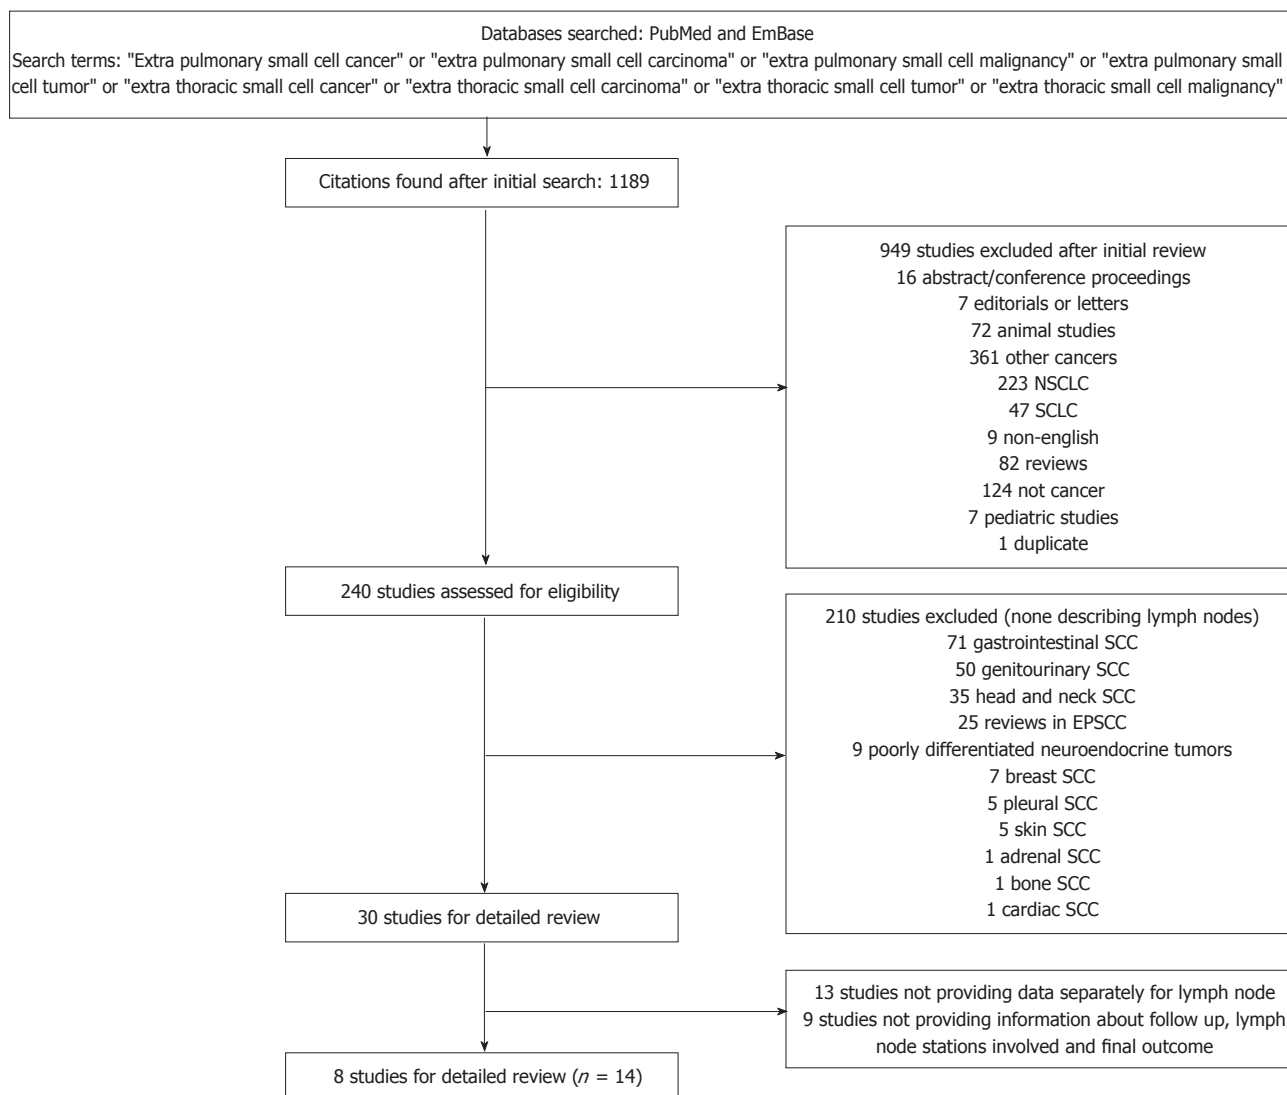 Databases searched: PubMed and EmBase
Search terms: "Extra pulmonary small cell cancer" or "extra pulmonary small cell carcinoma" or "extra pulmonary small cell malignancy" or "extra pulmonary small
cell tumor" or "extra thoracic small cell cancer" or "extra thoracic small cell carcinoma" or "extra thoracic small cell tumor" or "extra thoracic small cell malignancy"
Citations found after initial search: 1189
949 studies excluded after initial review
16 abstract/conference proceedings
7 editorials or letters
72 animal studies
361 other cancers
223 NSCLC
47 SCLC
9 non-english
82 reviews
124 not cancer
7 pediatric studies
1 duplicate
240 studies assessed for eligibility
210 studies excluded (none describing lymph nodes)
71 gastrointestinal SCC
50 genitourinary SCC
35 head and neck SCC
25 reviews in EPSCC
9 poorly differentiated neuroendocrine tumors
7 breast SCC
5 pleural SCC
5 skin SCC
1 adrenal SCC
1 bone SCC
1 cardiac SCC
30 studies for detailed review
13 studies not providing data separately for lymph node
9 studies not providing information about follow up, lymph
node stations involved and final outcome
8 studies for detailed review (n = 14)